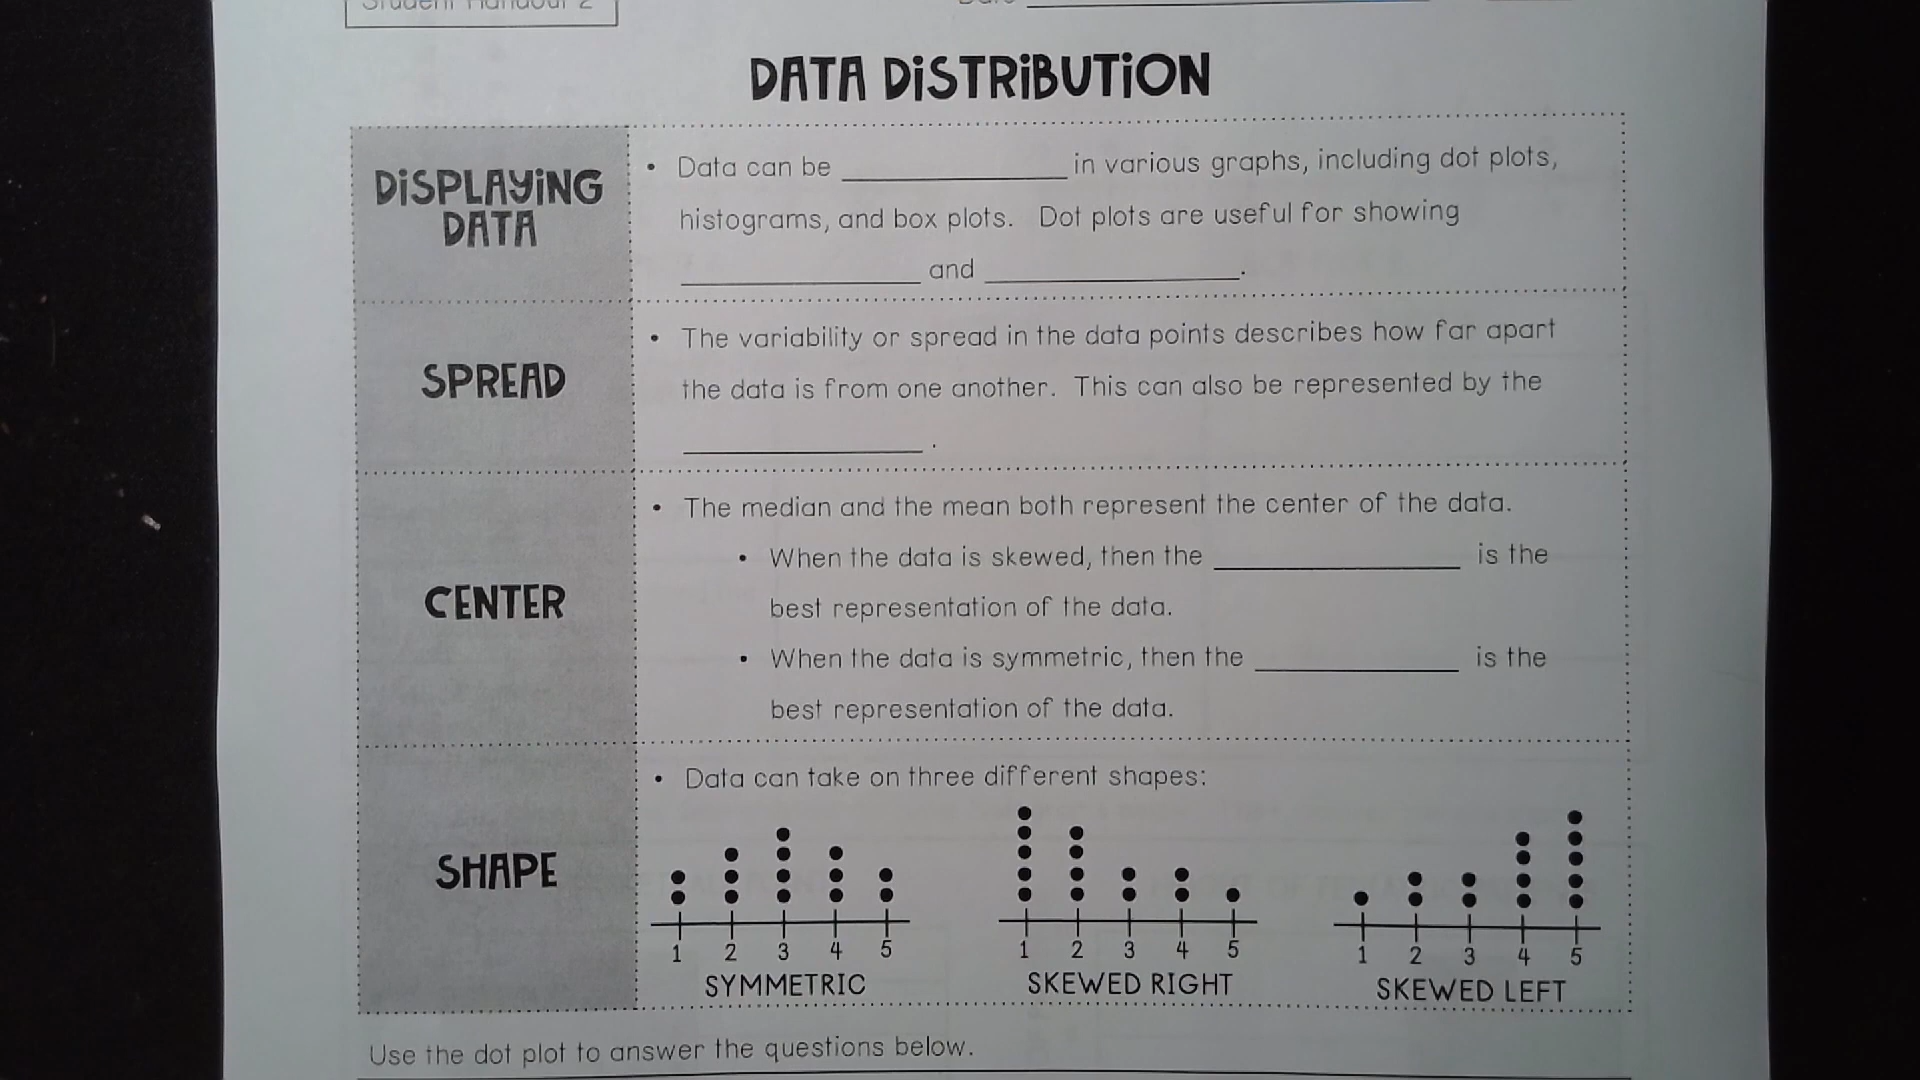 Student Handout 2
Date
DATA DiSTRiBUTiON
DiSPLAYiNG
DATA
• Data can be ____________ in various graphs, including dot plots,
histograms, and box plots. Dot plots are useful for showing
____________ and ____________.
SPREAD
• The variability or spread in the data points describes how far apart
the data is from one another. This can also be represented by the
____________ .
CENTER
• The median and the mean both represent the center of the data.
• When the data is skewed, then the ____________ is the
best representation of the data.
• When the data is symmetric, then the ____________ is the
best representation of the data.
SHAPE
• Data can take on three different shapes:
1 2 3 4 5
SYMMETRIC
1 2 3 4 5
SKEWED RIGHT
1 2 3 4 5
SKEWED LEFT
Use the dot plot to answer the questions below.